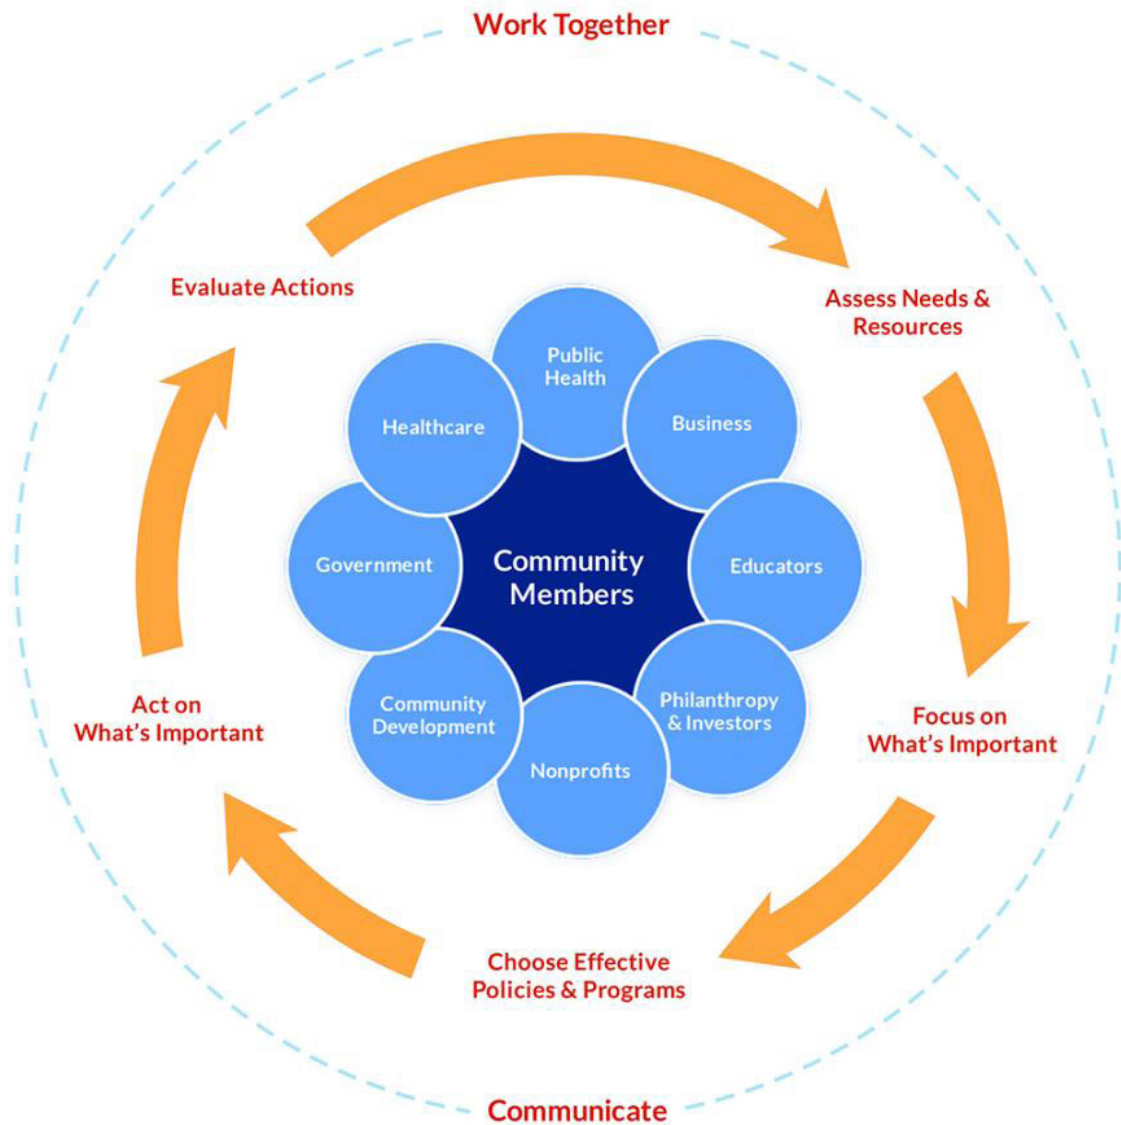 Work Together
Evaluate Actions
Assess Needs &
Resources
Public
Health
Healthcare
Business
Government
Community
Members
Educators
Community
Development
Philanthropy
& Investors
Nonprofits
Act on
What's Important
Focus on
What's Important
Choose Effective
Policies & Programs
Communicate